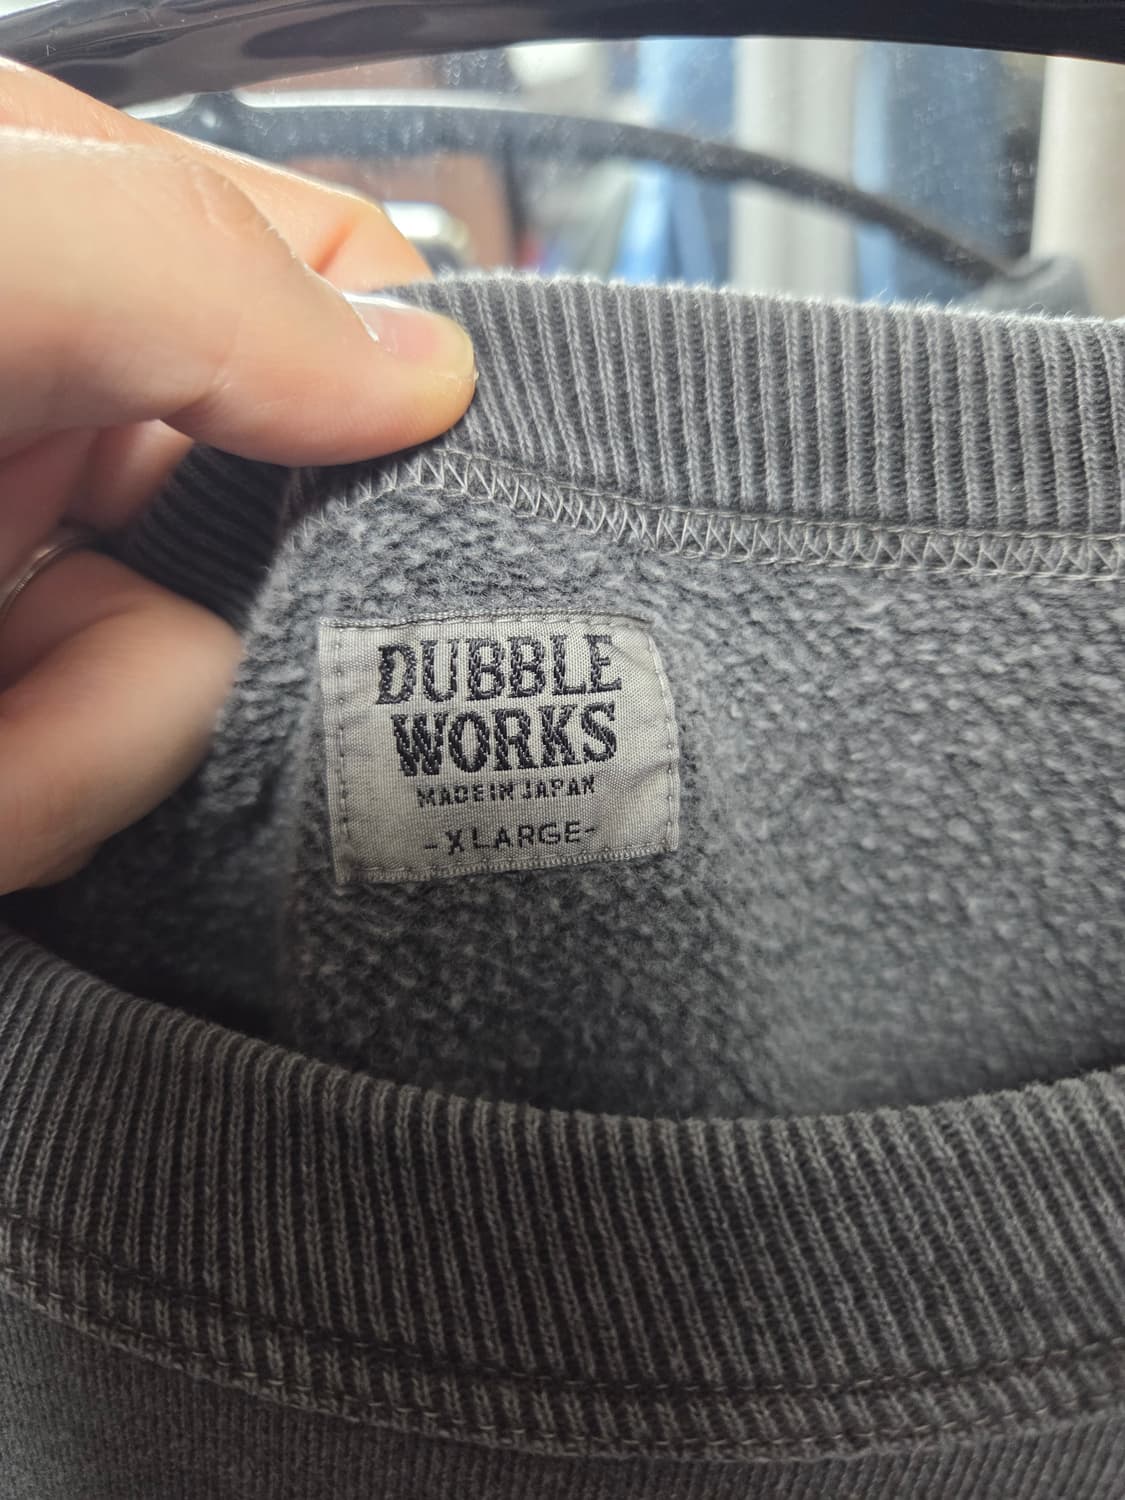 DUBBLE
WORKS
MADE IN JAPAN
-XLARGE-